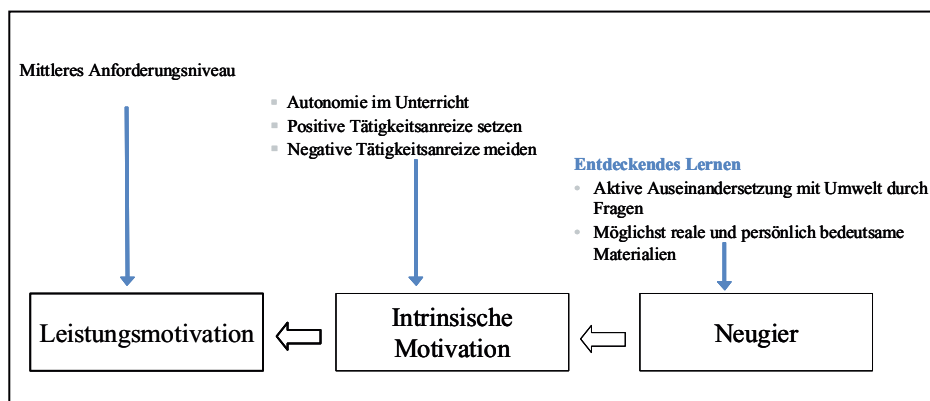 Mittleres Anforderungsniveau
Autonomie im Unterricht
Positive Tätigkeitsanreize setzen
Negative Tätigkeitsanreize meiden
Entdeckendes Lernen
Aktive Auseinandersetzung mit Umwelt durch
Fragen
Möglichst reale und persönlich bedeutsame
Materialien
Leistungsmotivation
Intrinsische
Motivation
Neugier